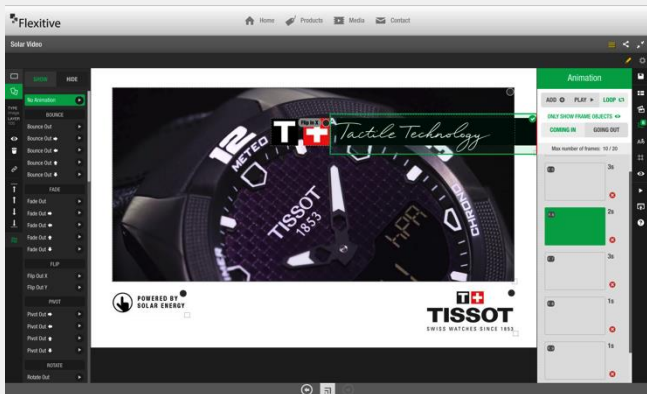 Flexitive
Home
Products
Media
Contact
Solar Video
SHOW
HIDE
No Animation
BOUNCE
Bounce Out
Bounce Out
Bounce Out
Bounce Out
Bounce Out
FADE
Fade Out
Fade Out
Fade Out
Fade Out
Fade Out
FLIP
Flip Out X
Flip Out Y
PIVOT
Pivot Out
Pivot Out
Pivot Out
Pivot Out
ROTATE
Rotate Out
TYPE
LAYER
METEO
12
CHRONO
TISSOT
1853
T
Flip In X
Tactile Technology
POWERED BY
SOLAR ENERGY
T
TISSOT
SWISS WATCHES SINCE 1853
Animation
ADD
PLAY
LOOP
ONLY SHOW FRAME OBJECTS
COMING IN
GOING OUT
Max number of frames: 10 / 20
3s
2s
3s
1s
1s